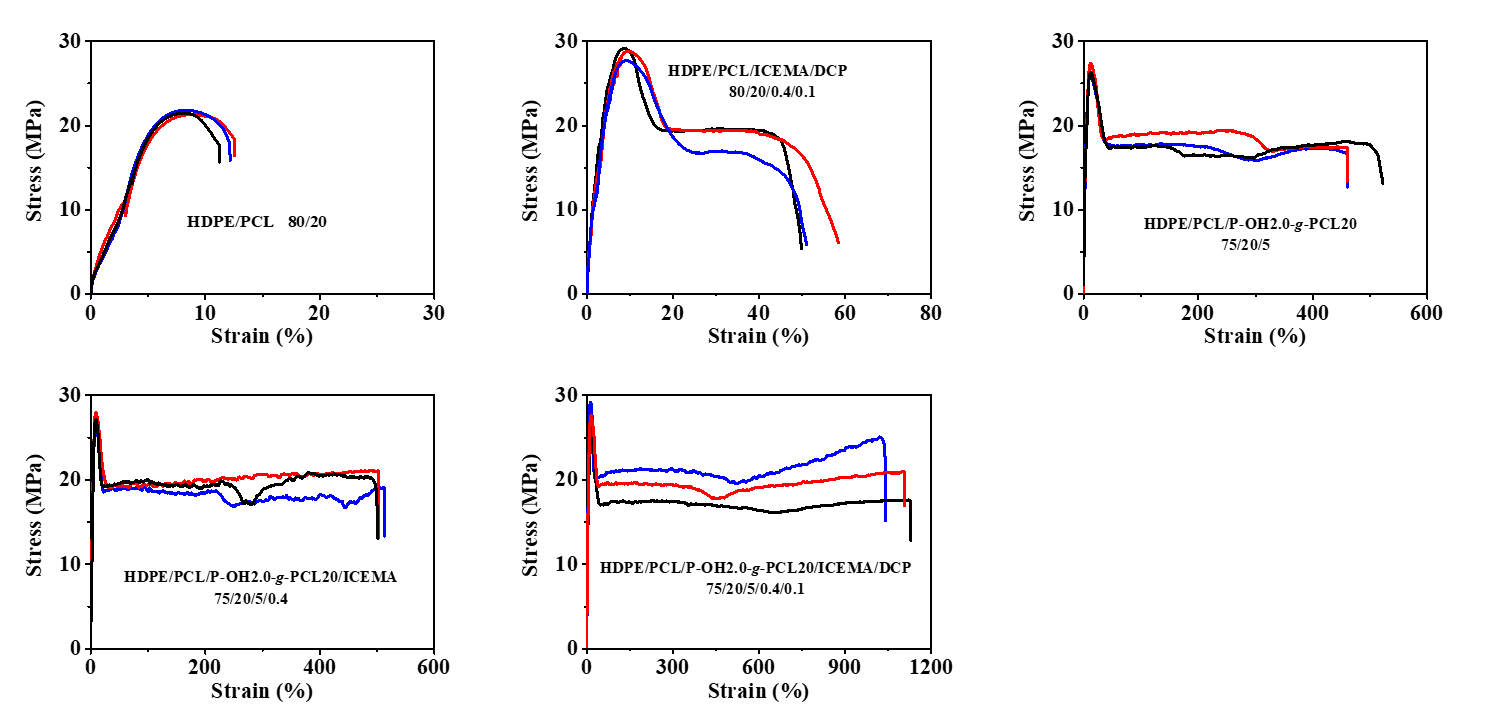 30
20
10
0
Stress (MPa)
HDPE/PCL 80/20
0 10 20 30
Strain (%)
30
20
10
0
Stress (MPa)
HDPE/PCL/ICEMA/DCP
80/20/0.4/0.1
0 20 40 60 80
Strain (%)
30
20
10
0
Stress (MPa)
HDPE/PCL/P-OH2.0-g-PCL20
75/20/5
0 200 400 600
Strain (%)
30
20
10
0
Stress (MPa)
HDPE/PCL/P-OH2.0-g-PCL20/ICEMA
75/20/5/0.4
0 200 400 600
Strain (%)
30
20
10
0
Stress (MPa)
HDPE/PCL/P-OH2.0-g-PCL20/ICEMA/DCP
75/20/5/0.4/0.1
0 300 600 900 1200
Strain (%)